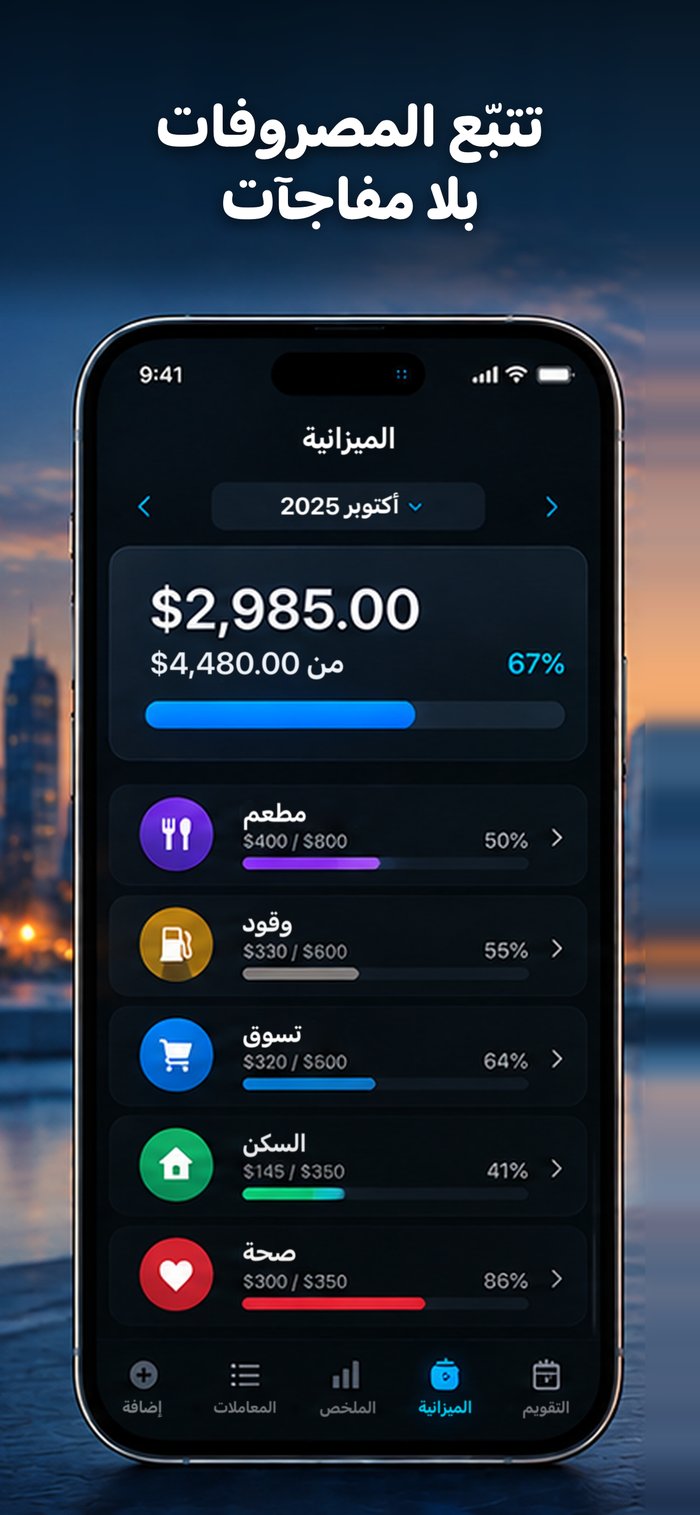 تتبّع المصروفات
بلا مفاجآت
9:41
الميزانية
أكتوبر 2025
$2,985.00
من $4,480.00
67%
مطعم
$400 / $800
50%
وقود
$330 / $600
55%
تسوق
$320 / $600
64%
السكن
$145 / $350
41%
صحة
$300 / $350
86%
التقويم
الميزانية
الملخص
المعاملات
إضافة